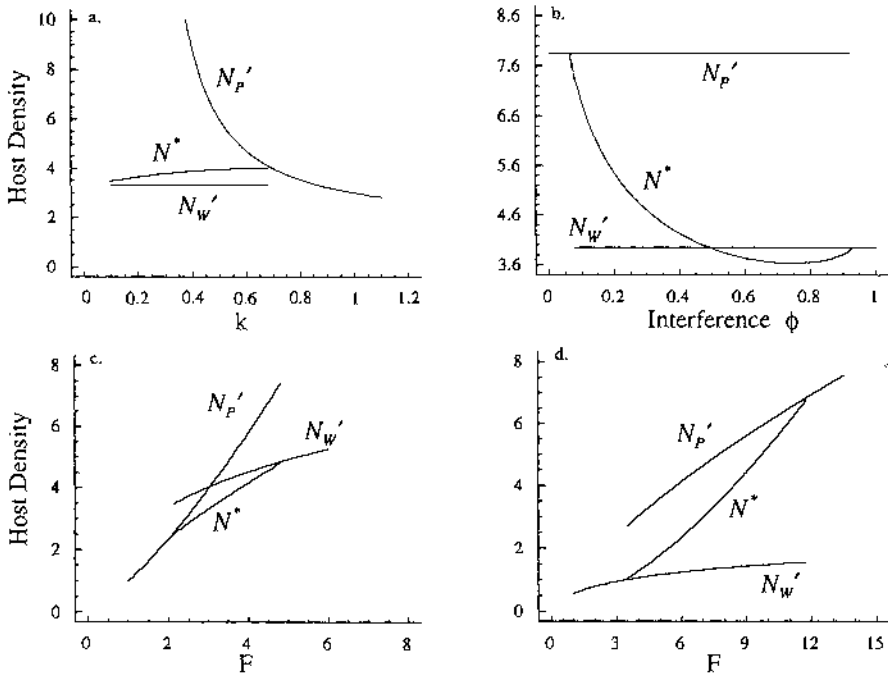 a.
10
8
6
4
2
0
Host Density
N_P'
N*
N_W'
0 0.2 0.4 0.6 0.8 1 1.2
k
b.
8.6
7.6
6.6
5.6
4.6
3.6
N_P'
N*
N_W'
0 0.2 0.4 0.6 0.8 1
Interference ϕ
c.
8
6
4
2
0
Host Density
N_P'
N_W'
N*
0 2 4 6 8
F
d.
8
6
4
2
0
N_P'
N*
N_W'
0 3 6 9 12 15
F